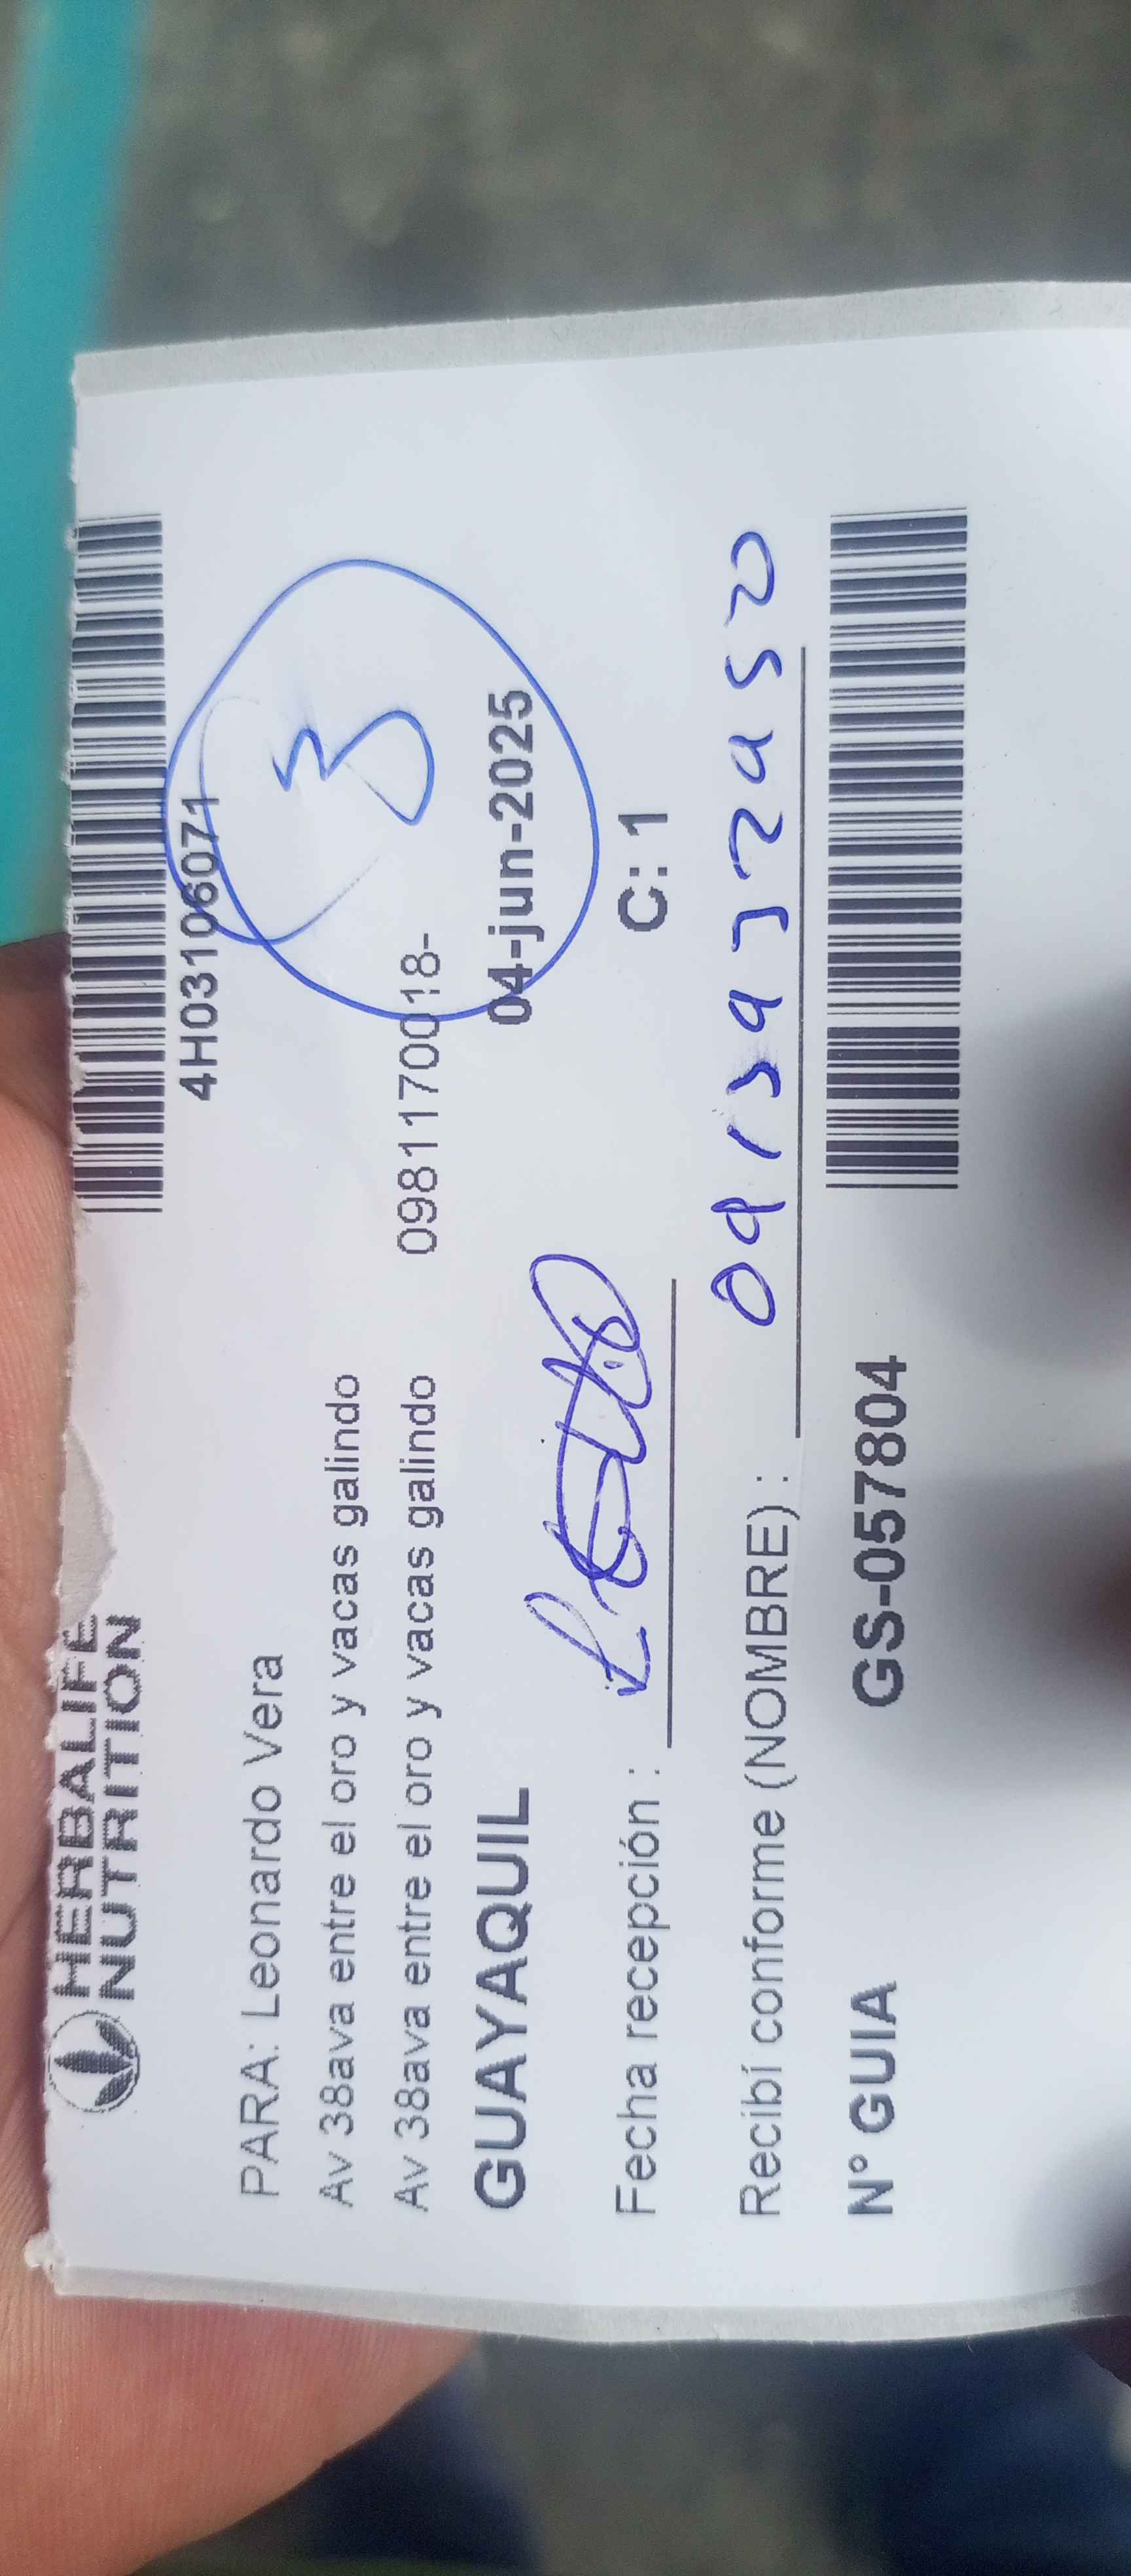 HERBALIFE
NUTRITION
4H03106071
PARA: Leonardo Vera
3
Av 38ava entre el oro y vacas galindo
Av 38ava entre el oro y vacas galindo 0981170018-
GUAYAQUIL 04-jun-2025
Fecha recepción : C: 1
Recibí conforme (NOMBRE) :
Nº GUIA GS-057804